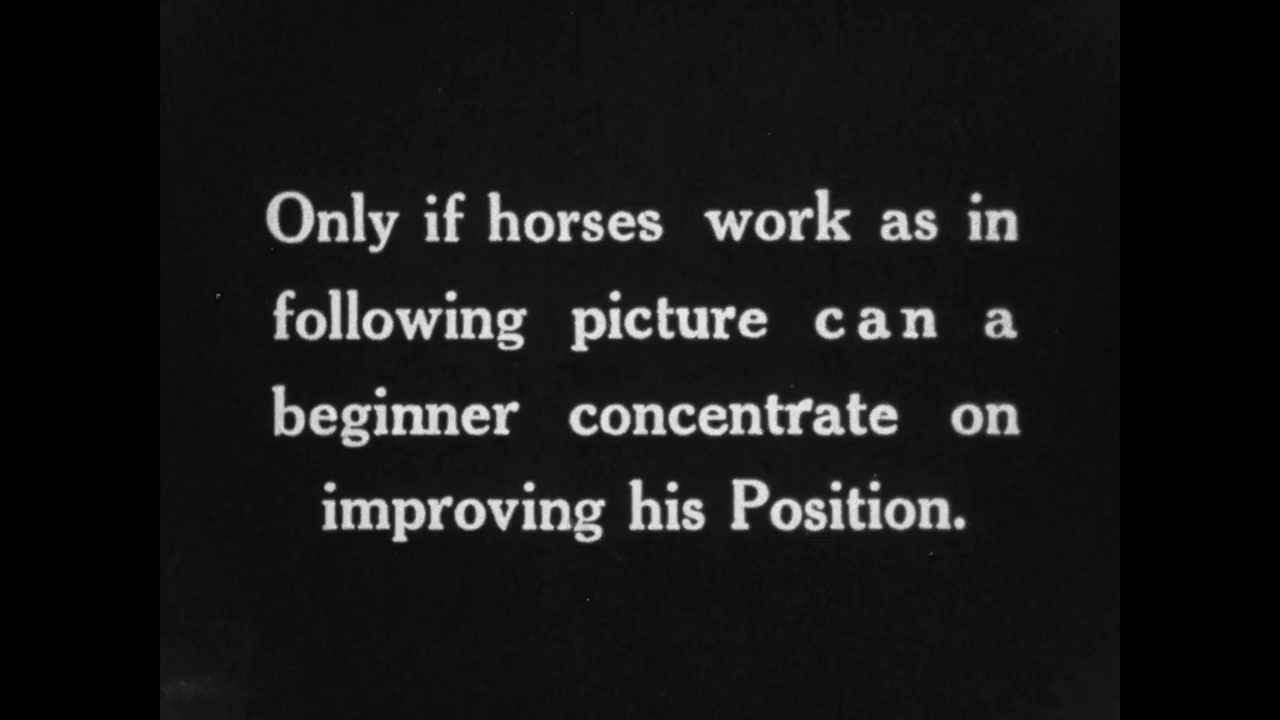 Only if horses work as in
following picture can a
beginner concentrate on
improving his Position.